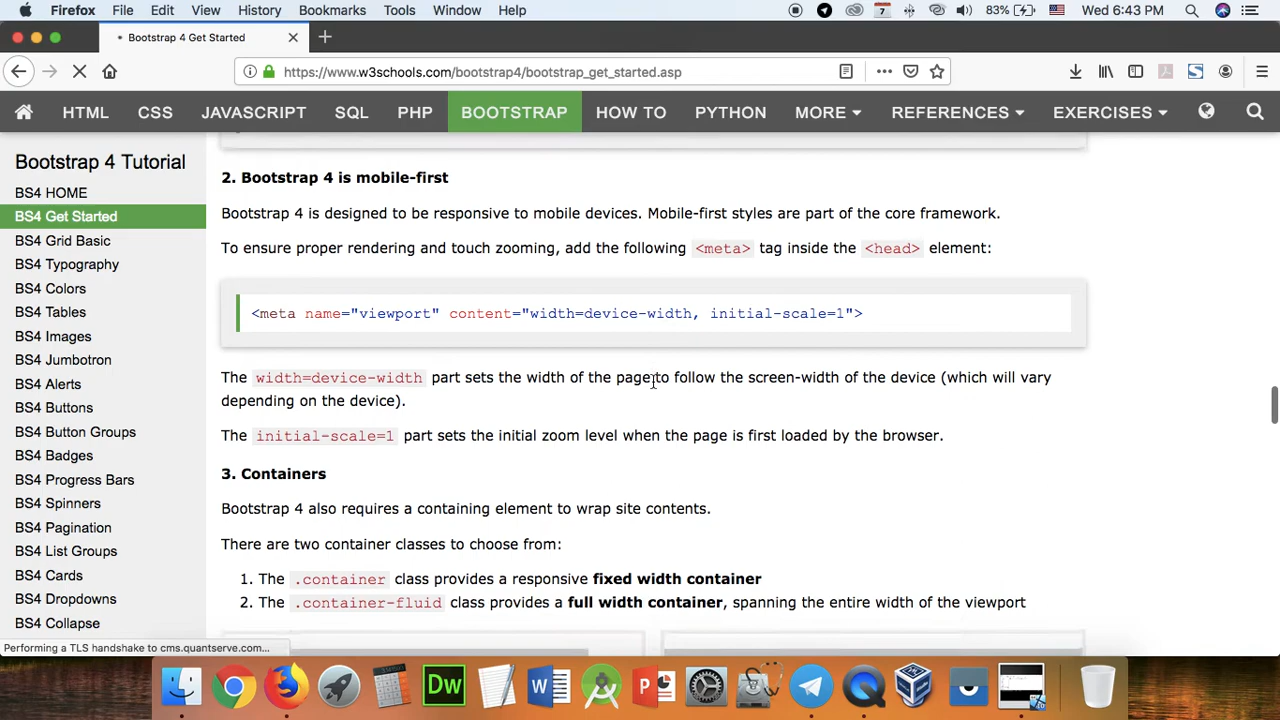 Firefox File Edit View History Bookmarks Tools Window Help 7 83% Wed 6:43 PM
Bootstrap 4 Get Started
https://www.w3schools.com/bootstrap4/bootstrap_get_started.asp
HTML CSS JAVASCRIPT SQL PHP BOOTSTRAP HOW TO PYTHON MORE REFERENCES EXERCISES
Bootstrap 4 Tutorial
BS4 HOME
BS4 Get Started
BS4 Grid Basic
BS4 Typography
BS4 Colors
BS4 Tables
BS4 Images
BS4 Jumbotron
BS4 Alerts
BS4 Buttons
BS4 Button Groups
BS4 Badges
BS4 Progress Bars
BS4 Spinners
BS4 Pagination
BS4 List Groups
BS4 Cards
BS4 Dropdowns
BS4 Collapse
2. Bootstrap 4 is mobile-first
Bootstrap 4 is designed to be responsive to mobile devices. Mobile-first styles are part of the core framework.
To ensure proper rendering and touch zooming, add the following <meta> tag inside the <head> element:
<meta name="viewport" content="width=device-width, initial-scale=1">
The width=device-width part sets the width of the page to follow the screen-width of the device (which will vary
depending on the device).
The initial-scale=1 part sets the initial zoom level when the page is first loaded by the browser.
3. Containers
Bootstrap 4 also requires a containing element to wrap site contents.
There are two container classes to choose from:
1. The .container class provides a responsive fixed width container
2. The .container-fluid class provides a full width container, spanning the entire width of the viewport
Performing a TLS handshake to cms.quantserve.com...
Dw
W
P